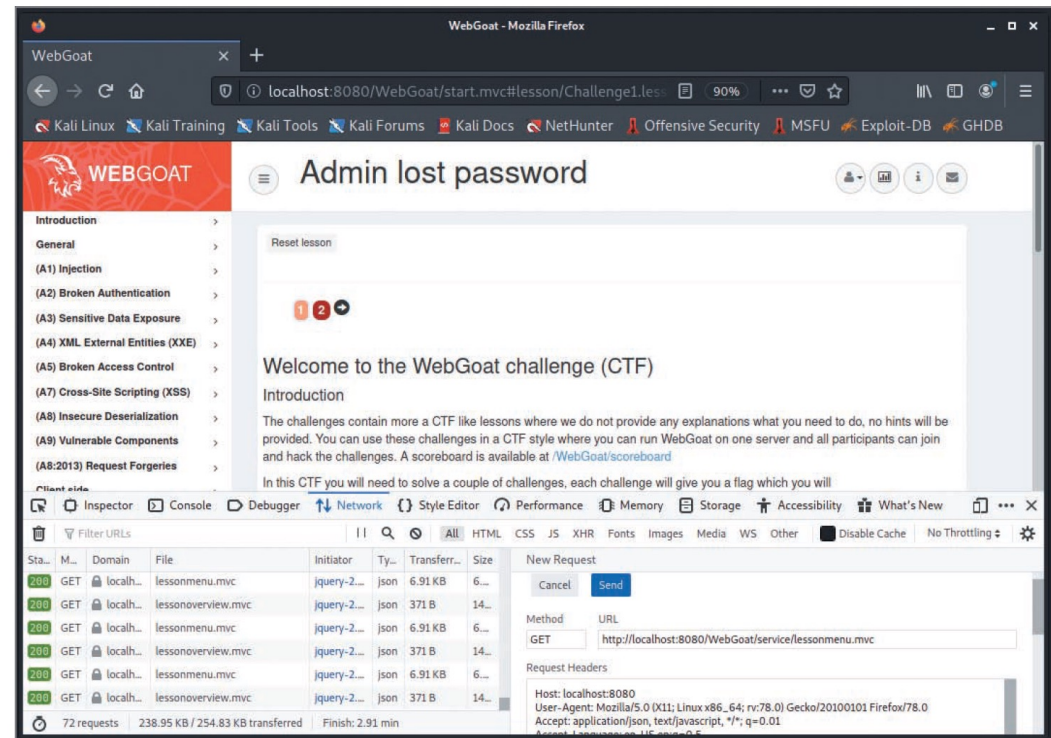 WebGoat - Mozilla Firefox
WebGoat
localhost:8080/WebGoat/start.mvc#lesson/Challenge1.less 90%
Kali Linux Kali Training Kali Tools Kali Forums Kali Docs NetHunter Offensive Security MSFU Exploit-DB GHDB
WEBGOAT
Admin lost password
Introduction
General
(A1) Injection
(A2) Broken Authentication
(A3) Sensitive Data Exposure
(A4) XML External Entities (XXE)
(A5) Broken Access Control
(A7) Cross-Site Scripting (XSS)
(A8) Insecure Deserialization
(A9) Vulnerable Components
(A8:2013) Request Forgeries
Client side
Reset lesson
1 2
Welcome to the WebGoat challenge (CTF)
Introduction
The challenges contain more a CTF like lessons where we do not provide any explanations what you need to do, no hints will be
provided. You can use these challenges in a CTF style where you can run WebGoat on one server and all participants can join
and hack the challenges. A scoreboard is available at /WebGoat/scoreboard
In this CTF you will need to solve a couple of challenges, each challenge will give you a flag which you will
Inspector Console Debugger Network Style Editor Performance Memory Storage Accessibility What's New
Filter URLs All HTML CSS JS XHR Fonts Images Media WS Other Disable Cache No Throttling
Sta... M... Domain File Initiator Ty... Transferr... Size
200 GET localh... lessonmenu.mvc jquery-2.... json 6.91 KB 6....
200 GET localh... lessonoverview.mvc jquery-2.... json 371 B 14...
200 GET localh... lessonmenu.mvc jquery-2.... json 6.91 KB 6....
200 GET localh... lessonoverview.mvc jquery-2.... json 371 B 14...
200 GET localh... lessonmenu.mvc jquery-2.... json 6.91 KB 6....
200 GET localh... lessonoverview.mvc jquery-2.... json 371 B 14...
72 requests 238.95 KB / 254.83 KB transferred Finish: 2.91 min
New Request
Cancel Send
Method URL
GET http://localhost:8080/WebGoat/service/lessonmenu.mvc
Request Headers
Host: localhost:8080
User-Agent: Mozilla/5.0 (X11; Linux x86_64; rv:78.0) Gecko/20100101 Firefox/78.0
Accept: application/json, text/javascript, */*; q=0.01
Accept-Language: en-US,en;q=0.5